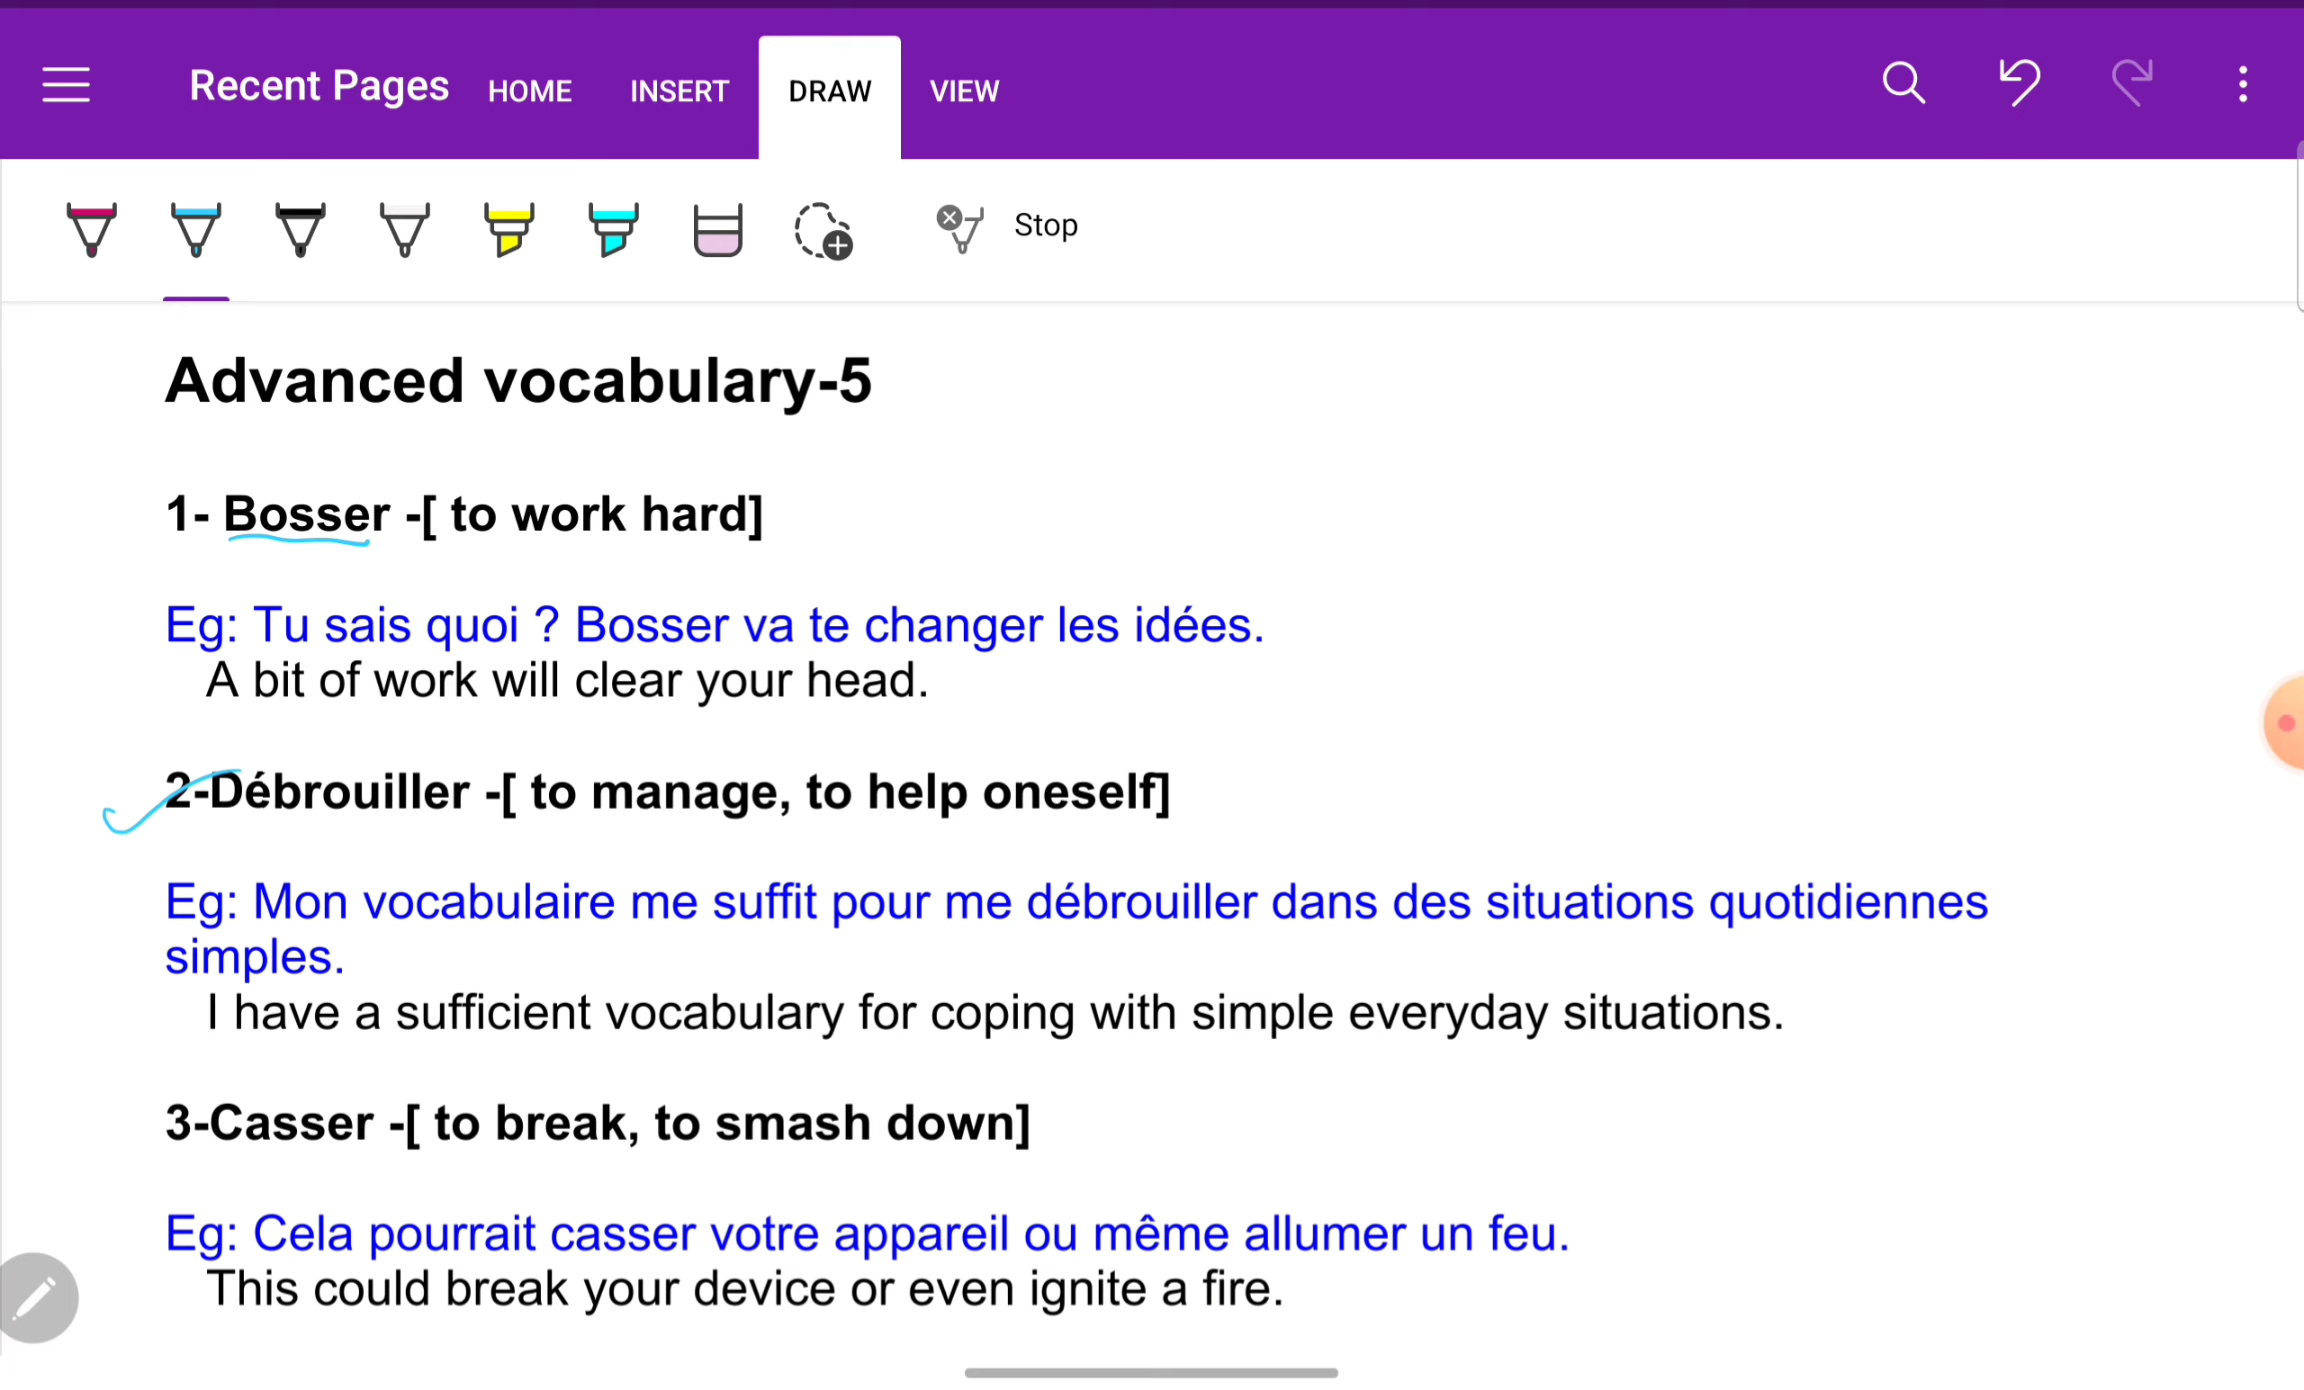 Recent Pages HOME INSERT DRAW VIEW
Stop
Advanced vocabulary-5
1- Bosser -[ to work hard]
Eg: Tu sais quoi ? Bosser va te changer les idées.
A bit of work will clear your head.
2-Débrouiller -[ to manage, to help oneself]
Eg: Mon vocabulaire me suffit pour me débrouiller dans des situations quotidiennes
simples.
I have a sufficient vocabulary for coping with simple everyday situations.
3-Casser -[ to break, to smash down]
Eg: Cela pourrait casser votre appareil ou même allumer un feu.
This could break your device or even ignite a fire.